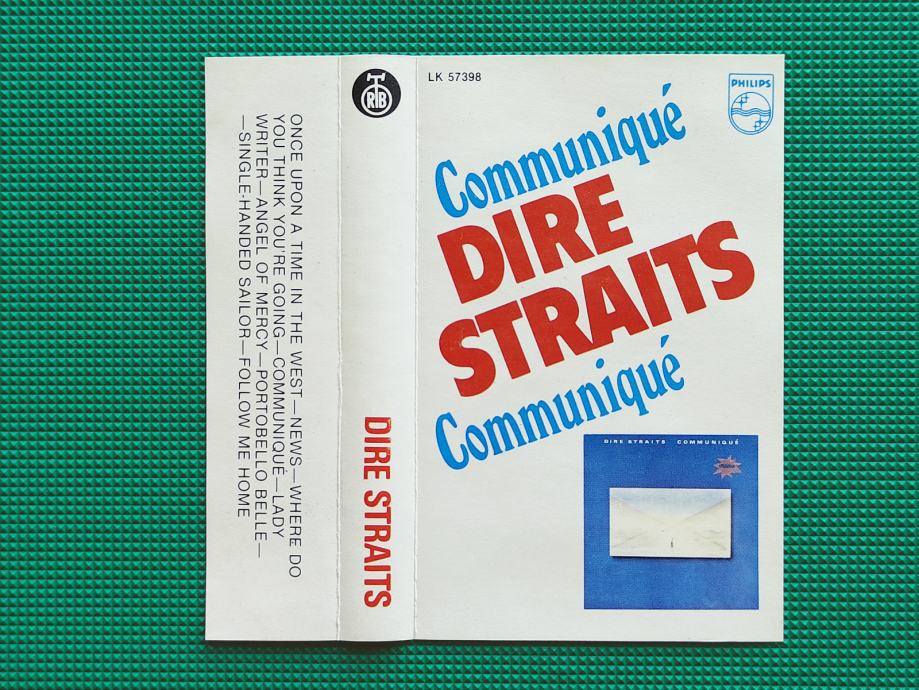 ONCE UPON A TIME IN THE WEST—NEWS—WHERE DO
YOU THINK YOU'RE GOING—COMMUNIQUÉ—LADY
WRITER—ANGEL OF MERCY—PORTOBELLO BELLE—
—SINGLE-HANDED SAILOR—FOLLOW ME HOME
RTB
DIRE STRAITS
LK 57398
PHILIPS
Communiqué
DIRE
STRAITS
Communiqué
DIRE STRAITS COMMUNIQUÉ